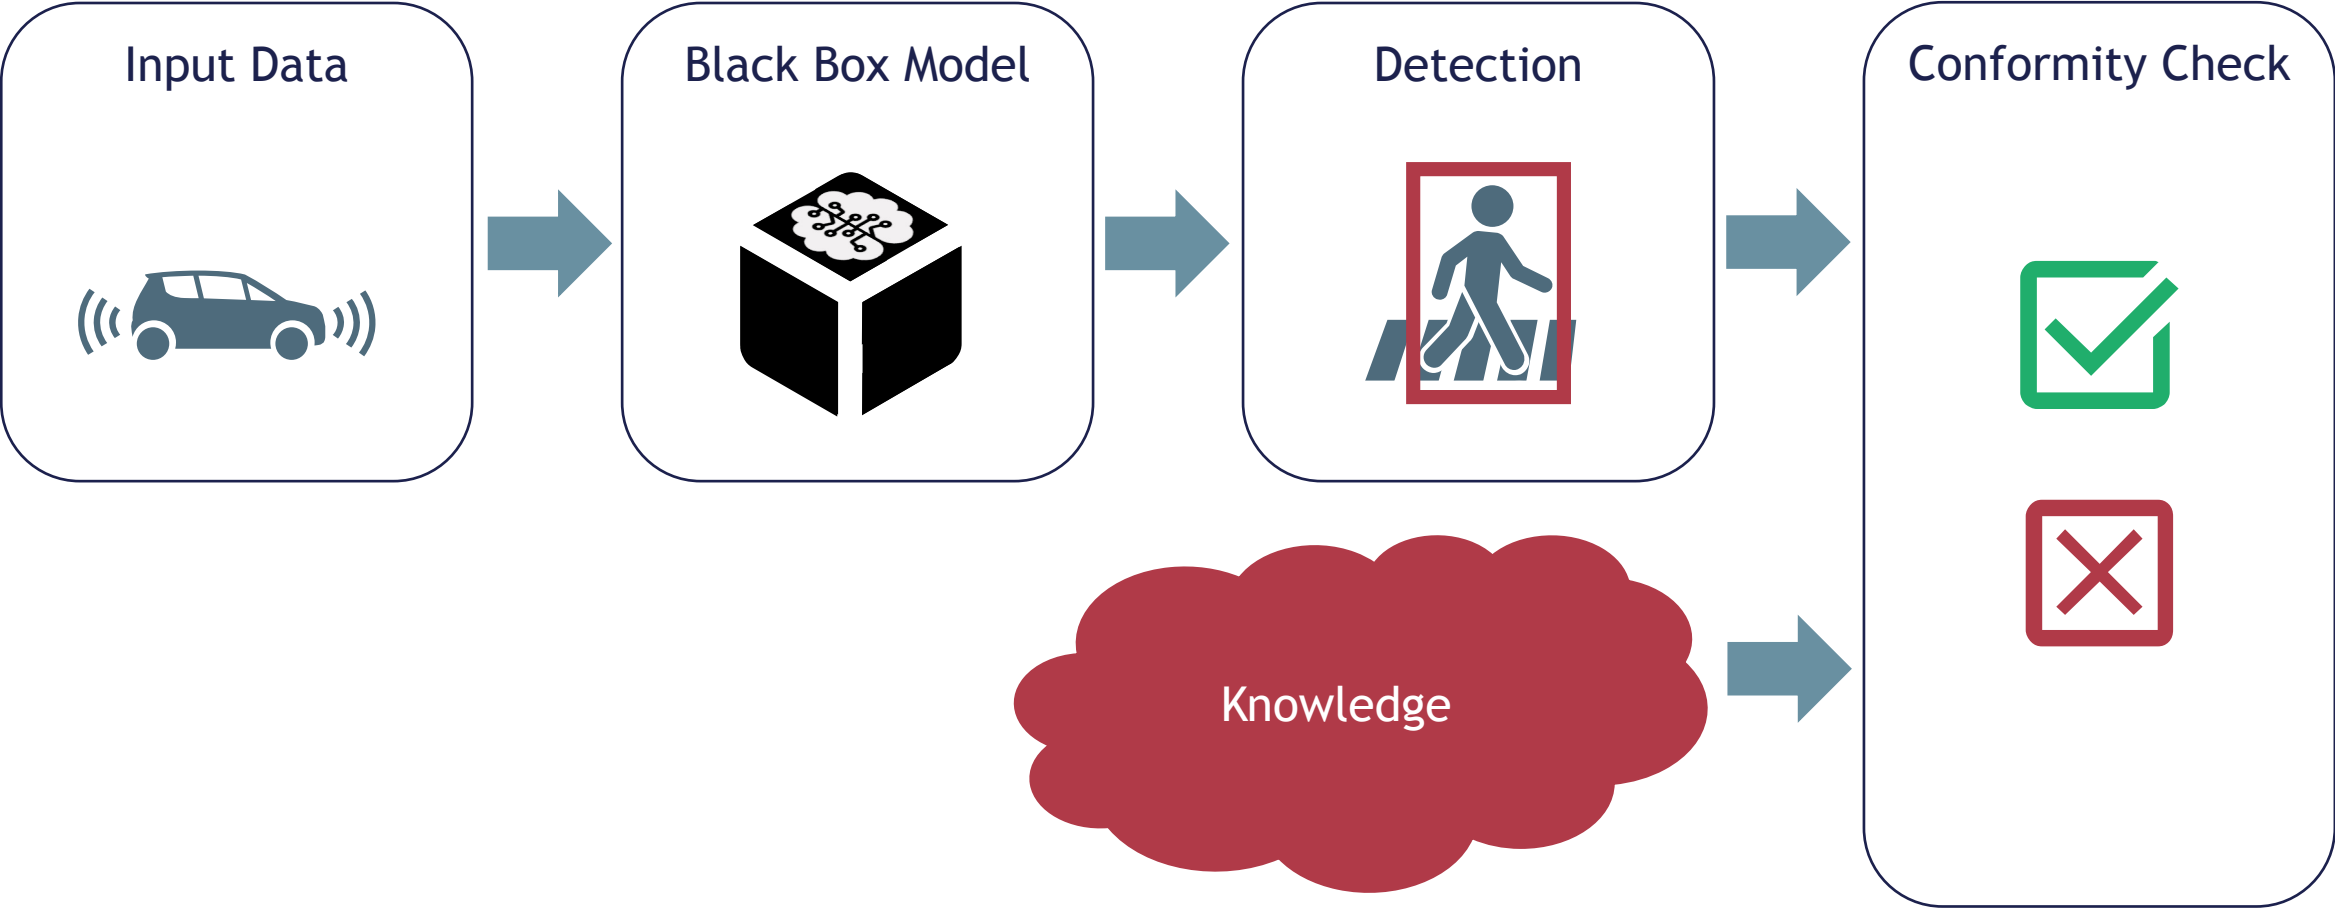 Input Data
Black Box Model
Detection
Conformity Check
Knowledge